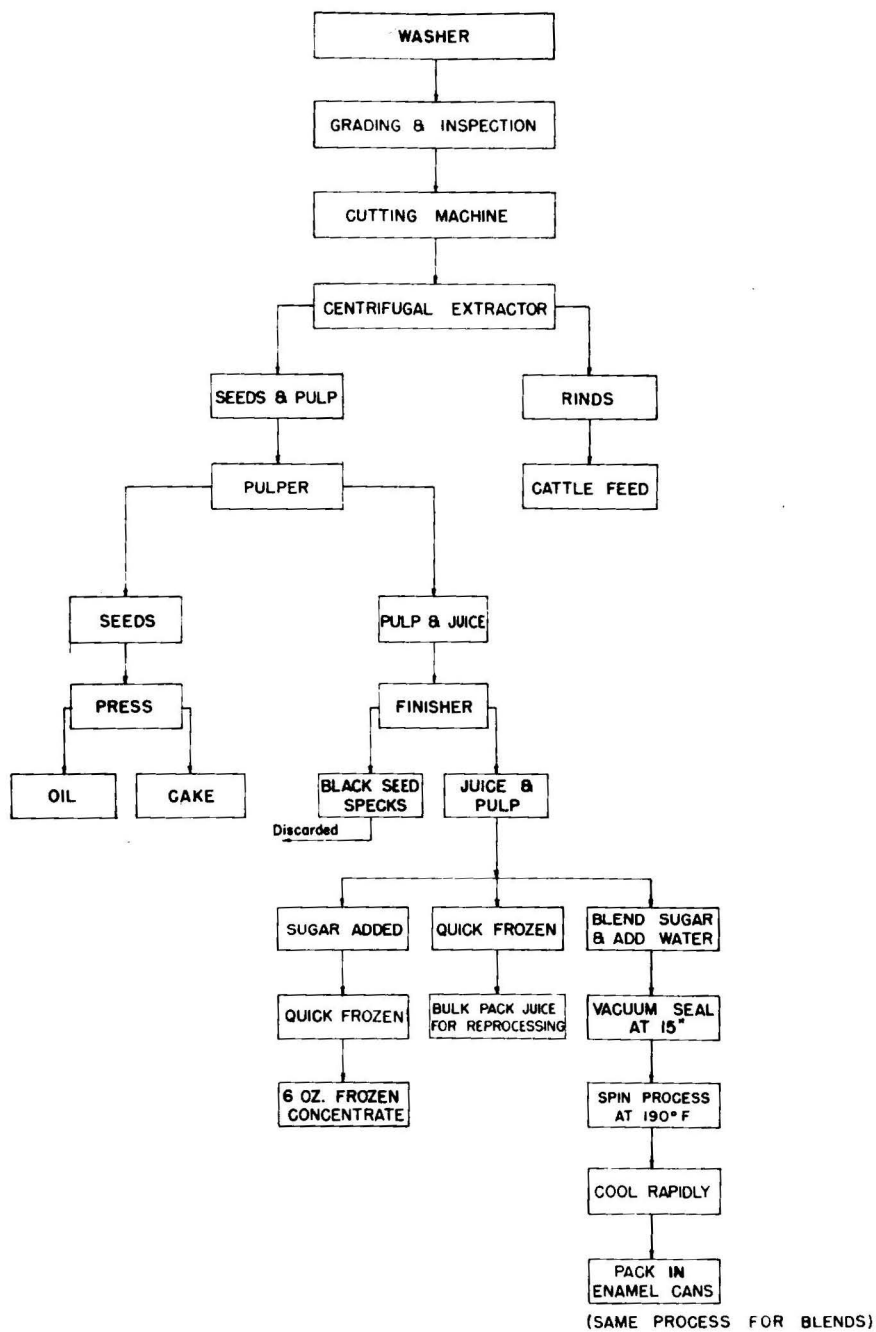 WASHER
GRADING & INSPECTION
CUTTING MACHINE
CENTRIFUGAL EXTRACTOR
SEEDS & PULP
RINDS
PULPER
CATTLE FEED
SEEDS
PULP & JUICE
PRESS
FINISHER
OIL
CAKE
BLACK SEED
SPECKS
JUICE &
PULP
Discarded
SUGAR ADDED
QUICK FROZEN
BLEND SUGAR
& ADD WATER
QUICK FROZEN
BULK PACK JUICE
FOR REPROCESSING
VACUUM SEAL
AT 15"
6 OZ. FROZEN
CONCENTRATE
SPIN PROCESS
AT 190° F
COOL RAPIDLY
PACK IN
ENAMEL CANS
(SAME PROCESS FOR BLENDS)